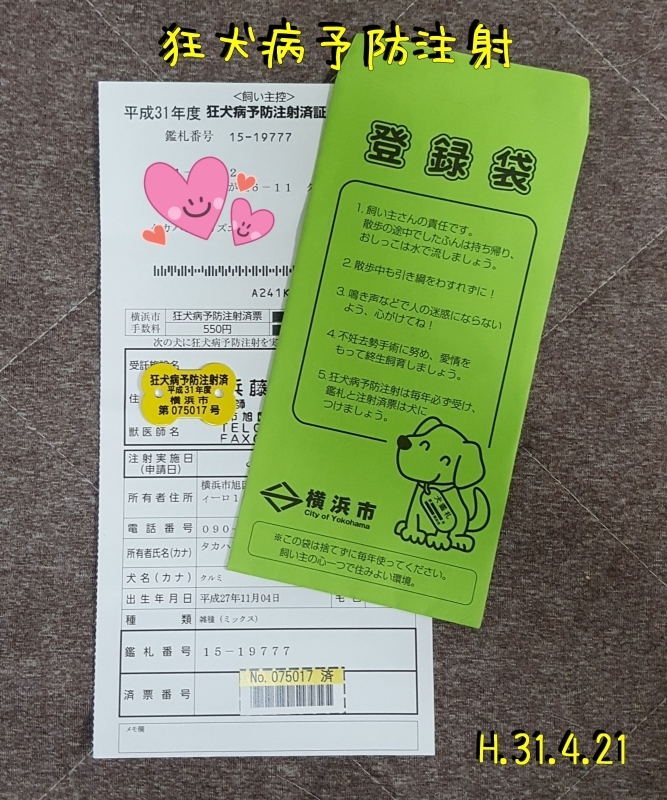 狂犬病予防注射
<飼い主控>
平成31年度 狂犬病予防注射済証
鑑札番号 15-19777
A241K
横浜市
手数料
狂犬病予防注射済票
550円
次の犬に狂犬病予防注射を実
狂犬病予防注射済
平成31年度
横浜市
第075017号
獣医師名
TEL
FAX
注射実施日
(申請日)
所有者住所
横浜市旭区
ィーロ1
電話番号 090-
所有者氏名(カナ) タカハ
犬名(カナ) クルミ
出生年月日 平成27年11月04日
種類 雑種(ミックス)
鑑札番号 15-19777
済票番号
No.075017 済
メモ欄
登録袋
1.飼い主さんの責任です。
散歩の途中でしたふんは持ち帰り、
おしっこは水で流しましょう。
2.散歩中も引き綱をわすれずに!
3.鳴き声などで人の迷惑にならない
よう、心がけてね!
4.不妊去勢手術に努め、愛情を
もって終生飼育しましょう。
5.狂犬病予防注射は毎年必ず受け、
鑑札と注射済票は犬に
つけましょう。
犬鑑札
横浜市
City of Yokohama
※この袋は捨てずに毎年使ってください。
飼い主の心一つで住みよい環境。
H.31.4.21